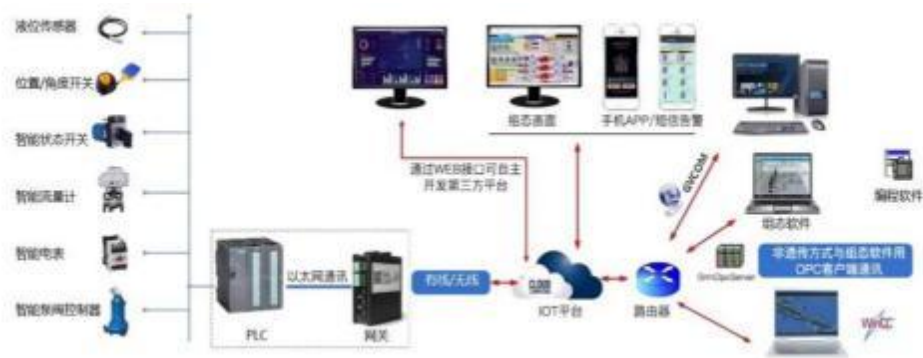 液位传感器
位置/角度开关
智能状态开关
智能流量计
智能电表
智能泵阀控制器
PLC
以太网通讯
网关
有线/无线
通过WEB接口可自主
开发第三方平台
组态画面
手机APP/短信告警
CLOUD
IOT平台
路由器
GVCOM
组态软件
编程软件
非透传方式与组态软件用
OPC客户端通讯
WinCC